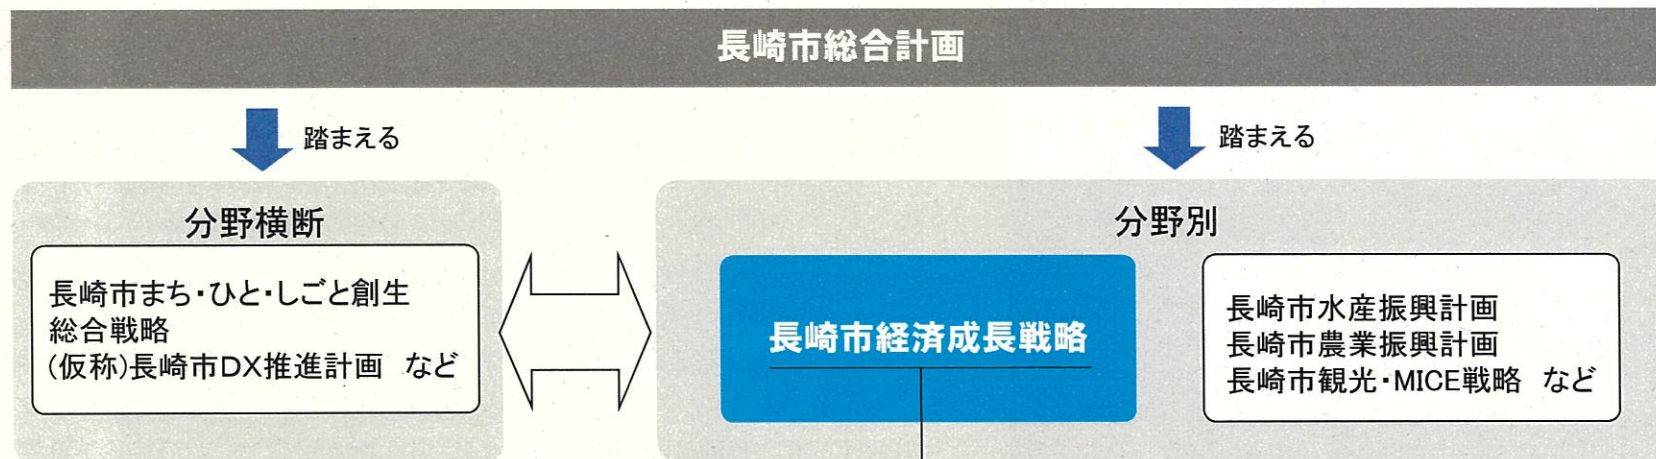 長崎市総合計画
踏まえる
踏まえる
分野横断
長崎市まち・ひと・しごと創生
総合戦略
(仮称)長崎市DX推進計画 など
分野別
長崎市経済成長戦略
長崎市水産振興計画
長崎市農業振興計画
長崎市観光・MICE戦略 など